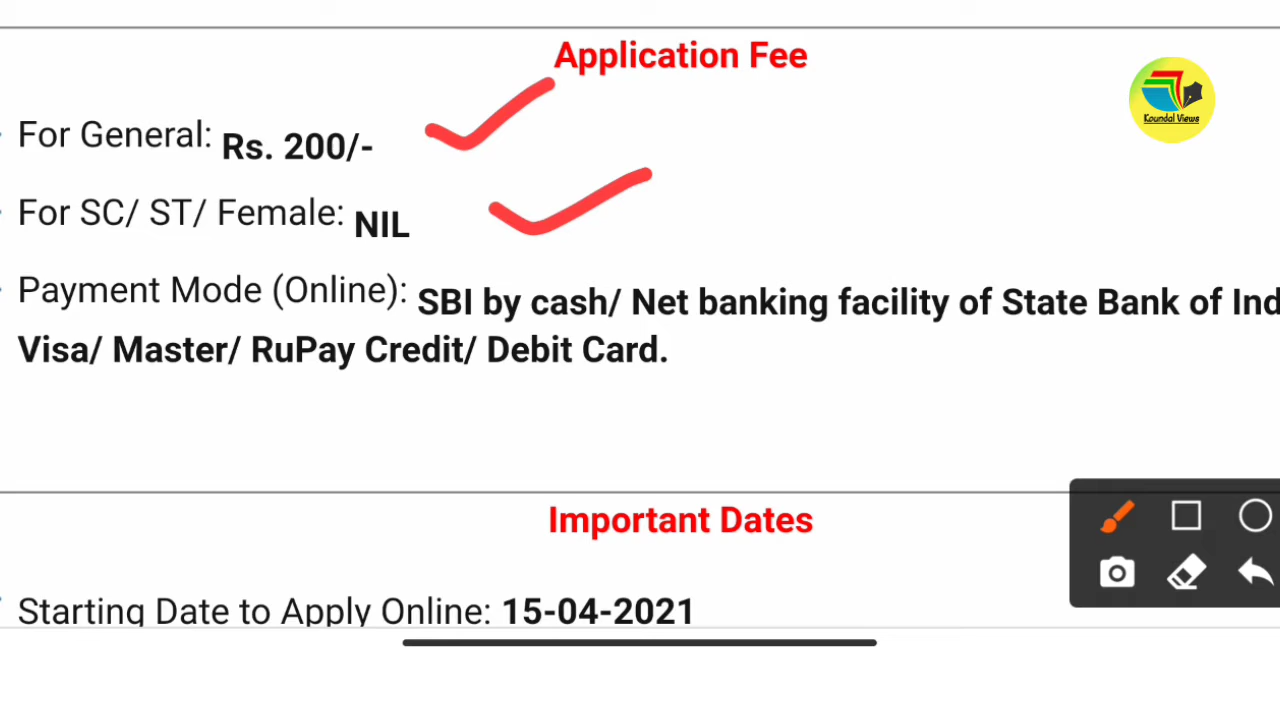 Application Fee
For General: Rs. 200/-
Koundal Views
For SC/ ST/ Female: NIL
Payment Mode (Online): SBI by cash/ Net banking facility of State Bank of Ind
Visa/ Master/ RuPay Credit/ Debit Card.
Important Dates
Starting Date to Apply Online: 15-04-2021